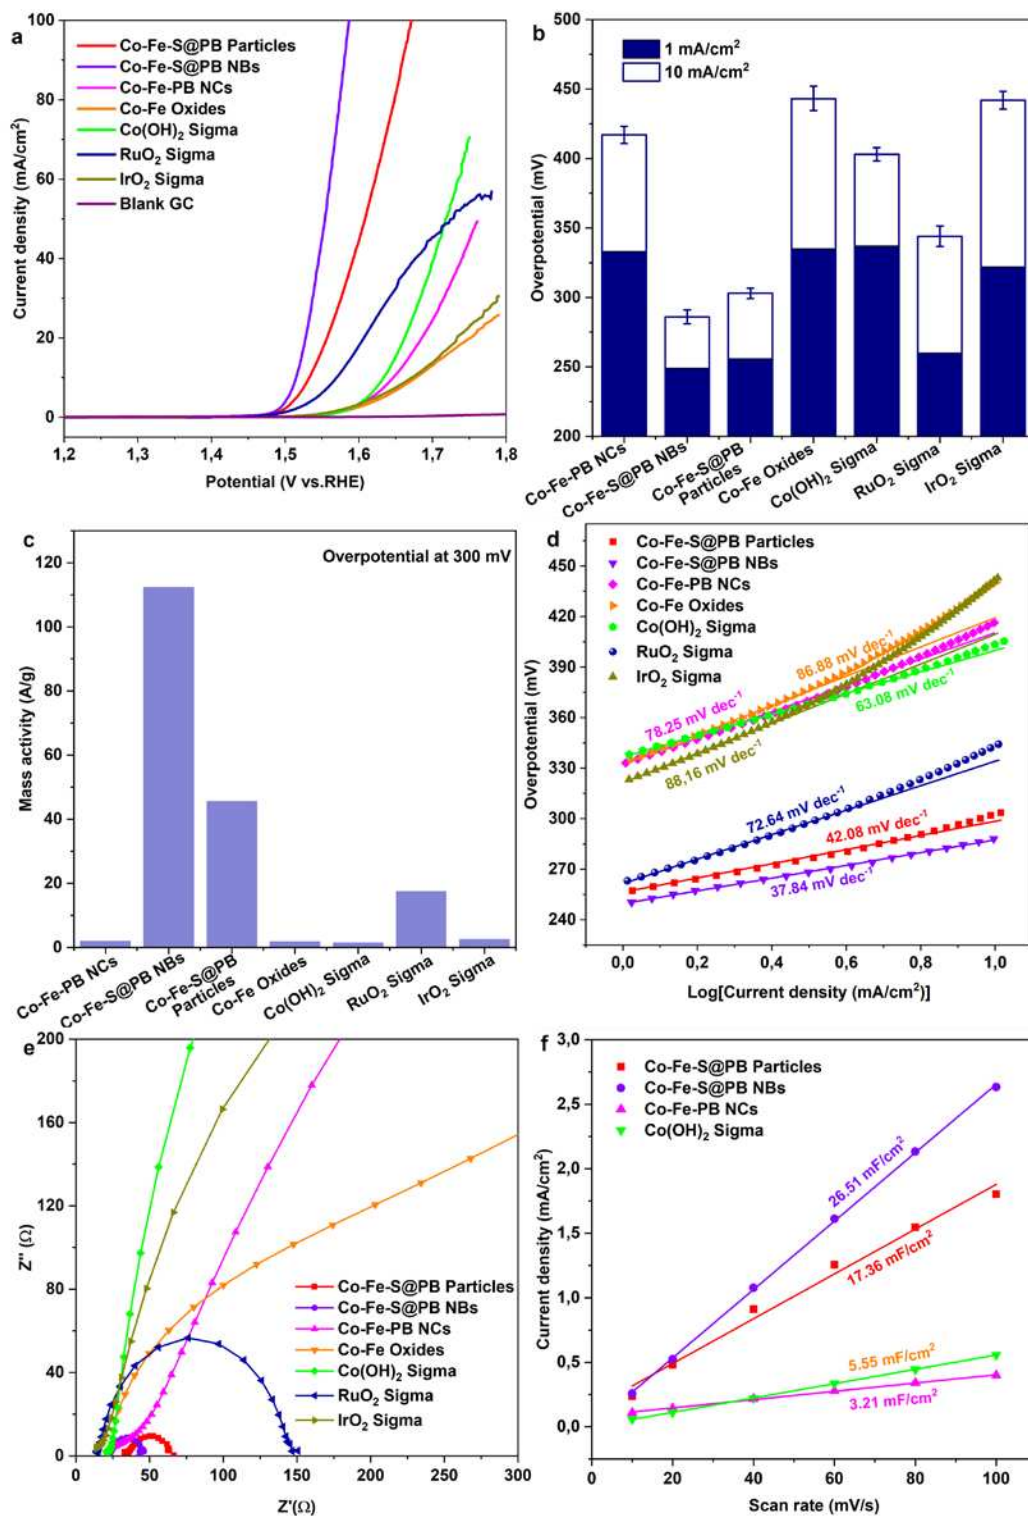 a
Co-Fe-S@PB Particles
Co-Fe-S@PB NBs
Co-Fe-PB NCs
Co-Fe Oxides
Co(OH)₂ Sigma
RuO₂ Sigma
IrO₂ Sigma
Blank GC
100
80
60
40
20
0
1,2 1,3 1,4 1,5 1,6 1,7 1,8
Current density (mA/cm²)
Potential (V vs.RHE)
b
1 mA/cm²
10 mA/cm²
450
400
350
300
250
200
Overpotential (mV)
Co-Fe-PB NCs
Co-Fe-S@PB NBs
Co-Fe-S@PB
Particles
Co-Fe Oxides
Co(OH)₂ Sigma
RuO₂ Sigma
IrO₂ Sigma
c
Overpotential at 300 mV
120
100
80
60
40
20
0
Mass activity (A/g)
Co-Fe-PB NCs
Co-Fe-S@PB NBs
Co-Fe-S@PB
Particles
Co-Fe Oxides
Co(OH)₂ Sigma
RuO₂ Sigma
IrO₂ Sigma
d
Co-Fe-S@PB Particles
Co-Fe-S@PB NBs
Co-Fe-PB NCs
Co-Fe Oxides
Co(OH)₂ Sigma
RuO₂ Sigma
IrO₂ Sigma
450
420
390
360
330
300
270
240
Overpotential (mV)
86.88 mV dec⁻¹
78.25 mV dec⁻¹
63.08 mV dec⁻¹
88,16 mV dec⁻¹
72.64 mV dec⁻¹
42.08 mV dec⁻¹
37.84 mV dec⁻¹
0,0 0,2 0,4 0,6 0,8 1,0
Log[Current density (mA/cm²)]
e
200
160
120
80
40
0
Z'' (Ω)
Co-Fe-S@PB Particles
Co-Fe-S@PB NBs
Co-Fe-PB NCs
Co-Fe Oxides
Co(OH)₂ Sigma
RuO₂ Sigma
IrO₂ Sigma
0 50 100 150 200 250 300
Z'(Ω)
f
Co-Fe-S@PB Particles
Co-Fe-S@PB NBs
Co-Fe-PB NCs
Co(OH)₂ Sigma
3,0
2,5
2,0
1,5
1,0
0,5
0,0
Current density (mA/cm²)
26.51 mF/cm²
17.36 mF/cm²
5.55 mF/cm²
3.21 mF/cm²
0 20 40 60 80 100
Scan rate (mV/s)